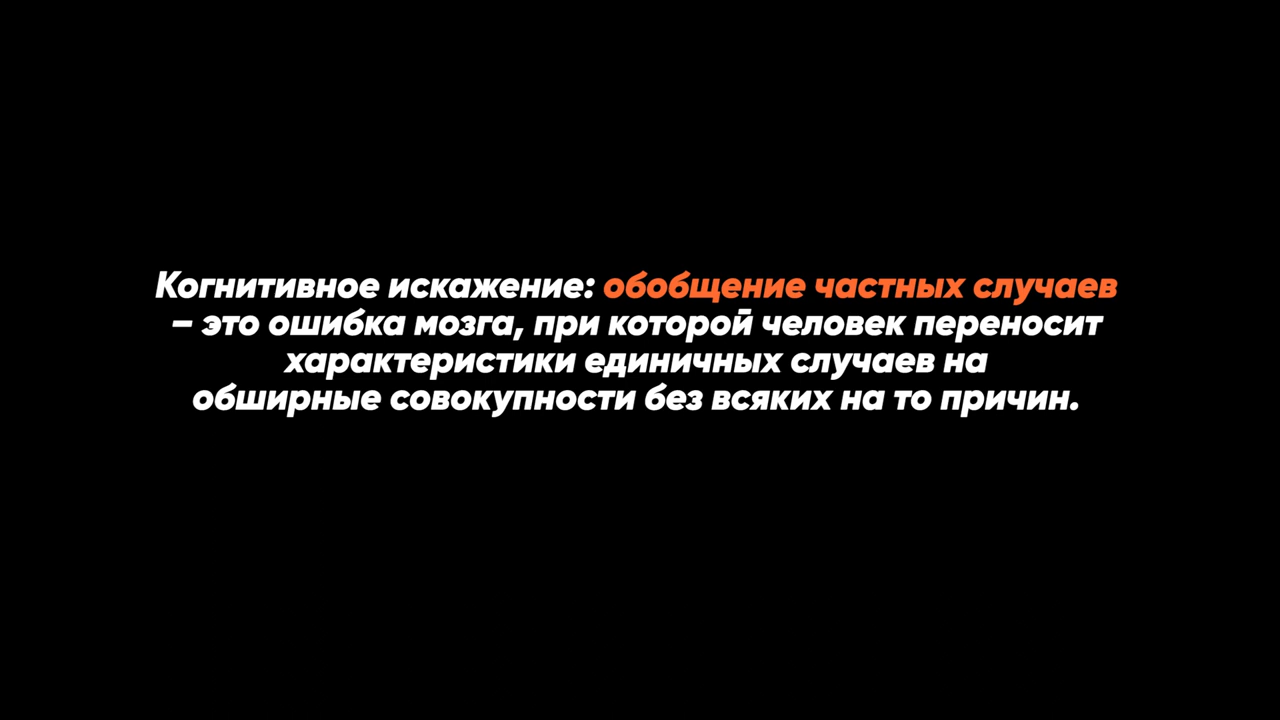 Когнитивное искажение: обобщение частных случаев
– это ошибка мозга, при которой человек переносит
характеристики единичных случаев на
обширные совокупности без всяких на то причин.